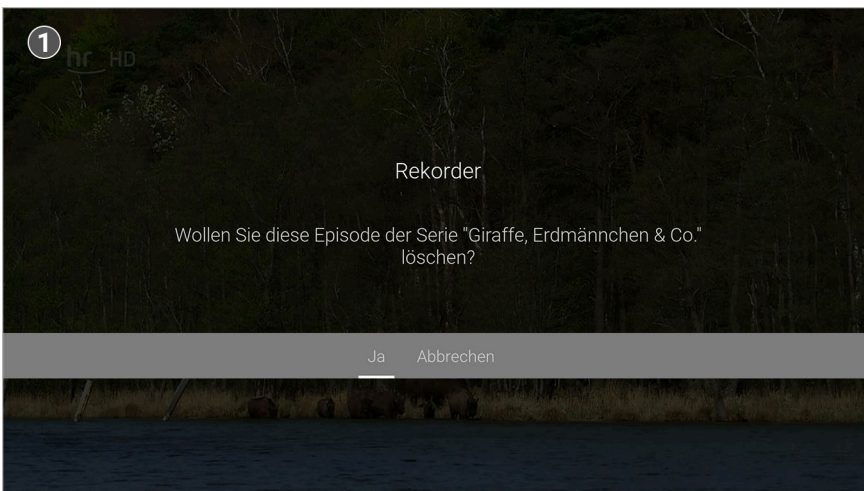 1
hr HD
Rekorder
Wollen Sie diese Episode der Serie "Giraffe, Erdmännchen & Co."
löschen?
Ja Abbrechen